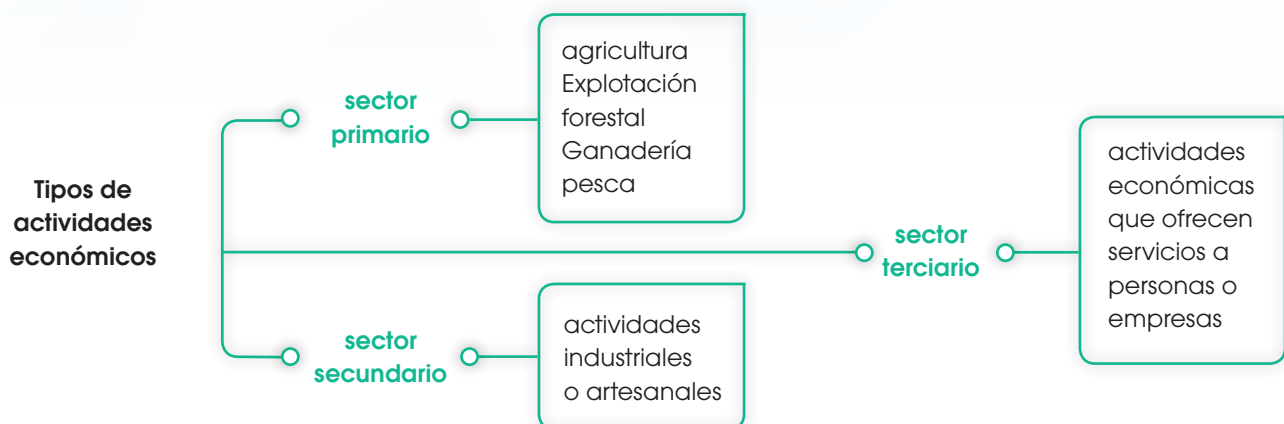 Tipos de
actividades
económicos
sector
primario
agricultura
Explotación
forestal
Ganadería
pesca
sector
secundario
actividades
industriales
o artesanales
sector
terciario
actividades
económicas
que ofrecen
servicios a
personas o
empresas